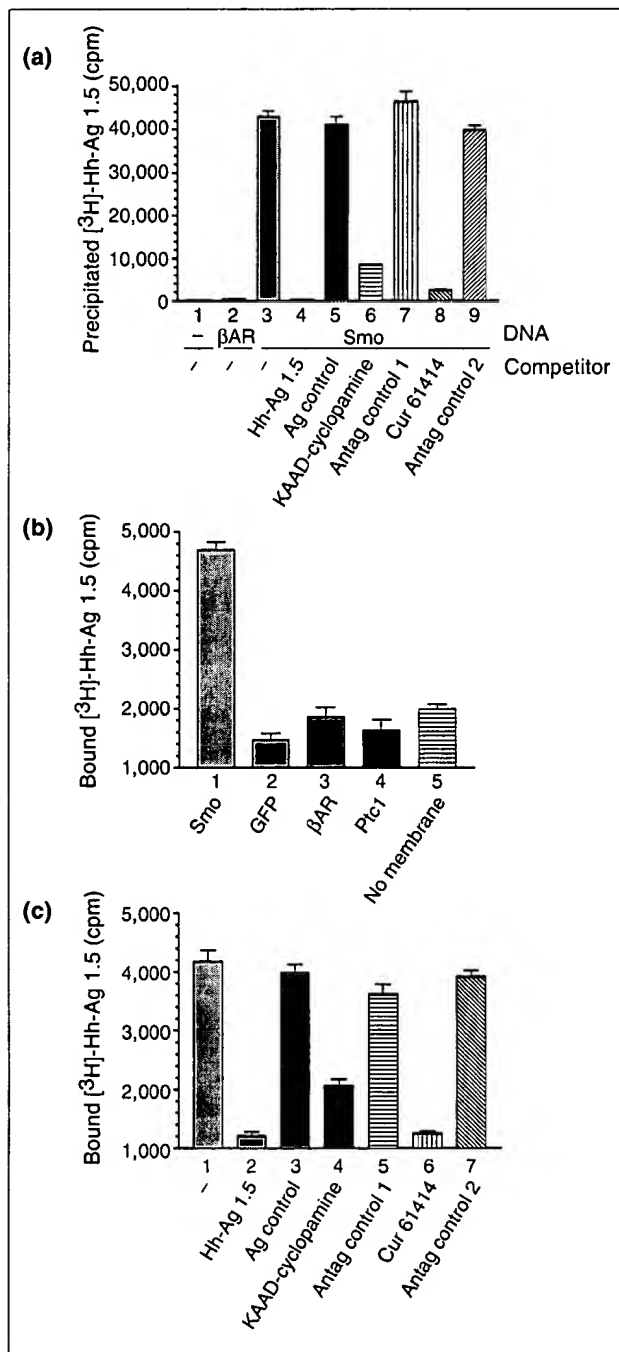 (a)
Precipitated [³H]-Hh-Ag 1.5 (cpm)
50,000
40,000
30,000
20,000
10,000
0
1 2 3 4 5 6 7 8 9
– βAR Smo DNA
– – – Hh-Ag 1.5 Ag control KAAD-cyclopamine Antag control 1 Cur 61414 Antag control 2 Competitor
(b)
Bound [³H]-Hh-Ag 1.5 (cpm)
5,000
4,000
3,000
2,000
1,000
1 2 3 4 5
Smo GFP βAR Ptc1 No membrane
(c)
Bound [³H]-Hh-Ag 1.5 (cpm)
5,000
4,000
3,000
2,000
1,000
1 2 3 4 5 6 7
– Hh-Ag 1.5 Ag control KAAD-cyclopamine Antag control 1 Cur 61414 Antag control 2